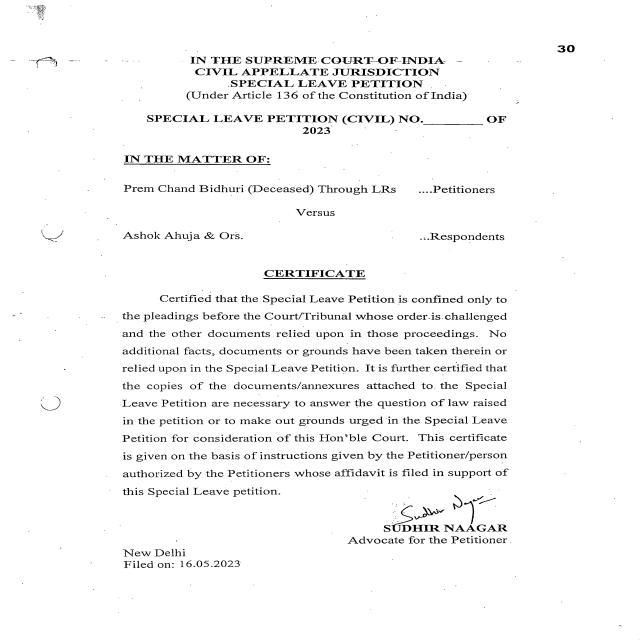 30
IN THE SUPREME COURT OF INDIA
CIVIL APPELLATE JURISDICTION
SPECIAL LEAVE PETITION
(Under Article 136 of the Constitution of India)
SPECIAL LEAVE PETITION (CIVIL) NO.________ OF
2023
IN THE MATTER OF:
Prem Chand Bidhuri (Deceased) Through LRs ....Petitioners
Versus
Ashok Ahuja & Ors. ...Respondents
CERTIFICATE
Certified that the Special Leave Petition is confined only to
the pleadings before the Court/Tribunal whose order is challenged
and the other documents relied upon in those proceedings. No
additional facts, documents or grounds have been taken therein or
relied upon in the Special Leave Petition. It is further certified that
the copies of the documents/annexures attached to the Special
Leave Petition are necessary to answer the question of law raised
in the petition or to make out grounds urged in the Special Leave
Petition for consideration of this Hon'ble Court. This certificate
is given on the basis of instructions given by the Petitioner/person
authorized by the Petitioners whose affidavit is filed in support of
this Special Leave petition.
Sudhir Nagar
SUDHIR NAAGAR
Advocate for the Petitioner
New Delhi
Filed on: 16.05.2023